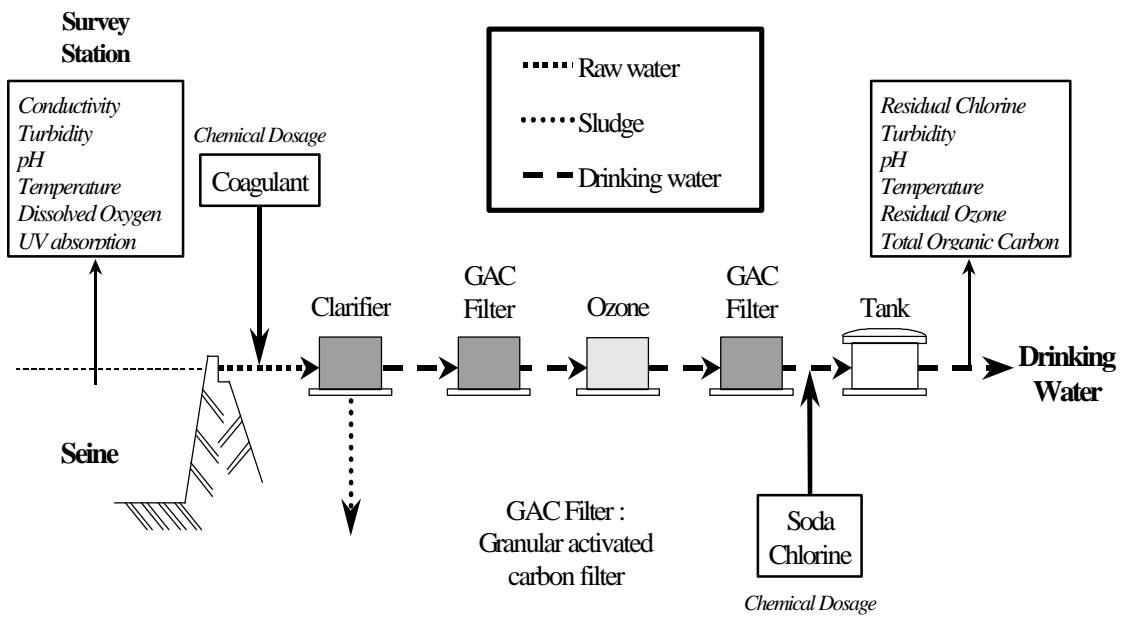 Survey
Station
Conductivity
Turbidity
pH
Temperature
Dissolved Oxygen
UV absorption
Chemical Dosage
Coagulant
Raw water
Sludge
Drinking water
Residual Chlorine
Turbidity
pH
Temperature
Residual Ozone
Total Organic Carbon
Clarifier
GAC
Filter
Ozone
GAC
Filter
Tank
Drinking
Water
Seine
GAC Filter :
Granular activated
carbon filter
Soda
Chlorine
Chemical Dosage